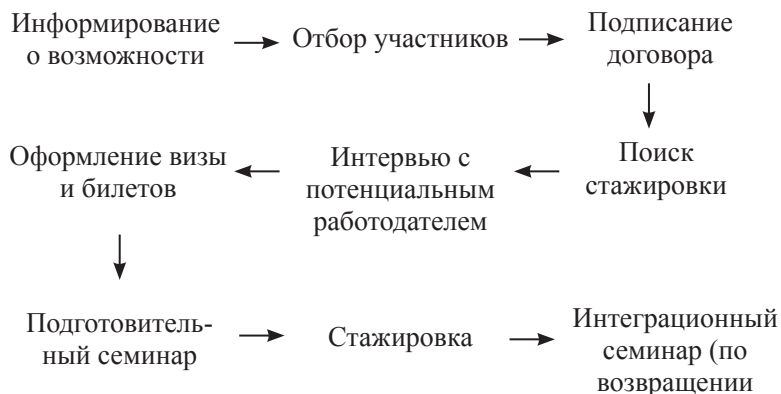 Информирование
о возможности
Отбор участников
Подписание
договора
Поиск
стажировки
Интервью с
потенциальным
работодателем
Оформление визы
и билетов
Подготовитель-
ный семинар
Стажировка
Интеграционный
семинар (по
возвращении